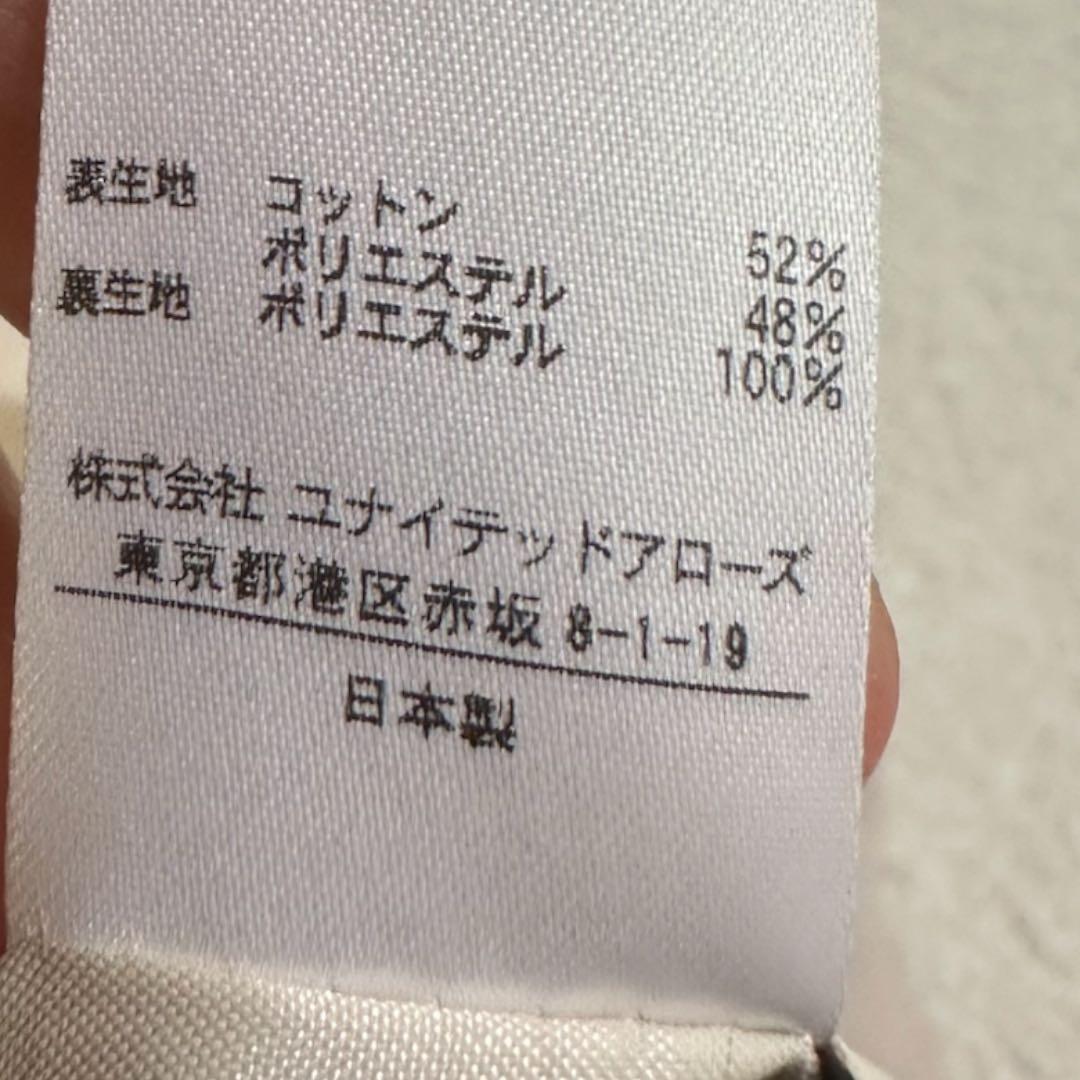 表生地 コットン 52%
ポリエステル 48%
裏生地 ポリエステル 100%
株式会社 ユナイテッドアローズ
東京都港区赤坂 8-1-19
日本製